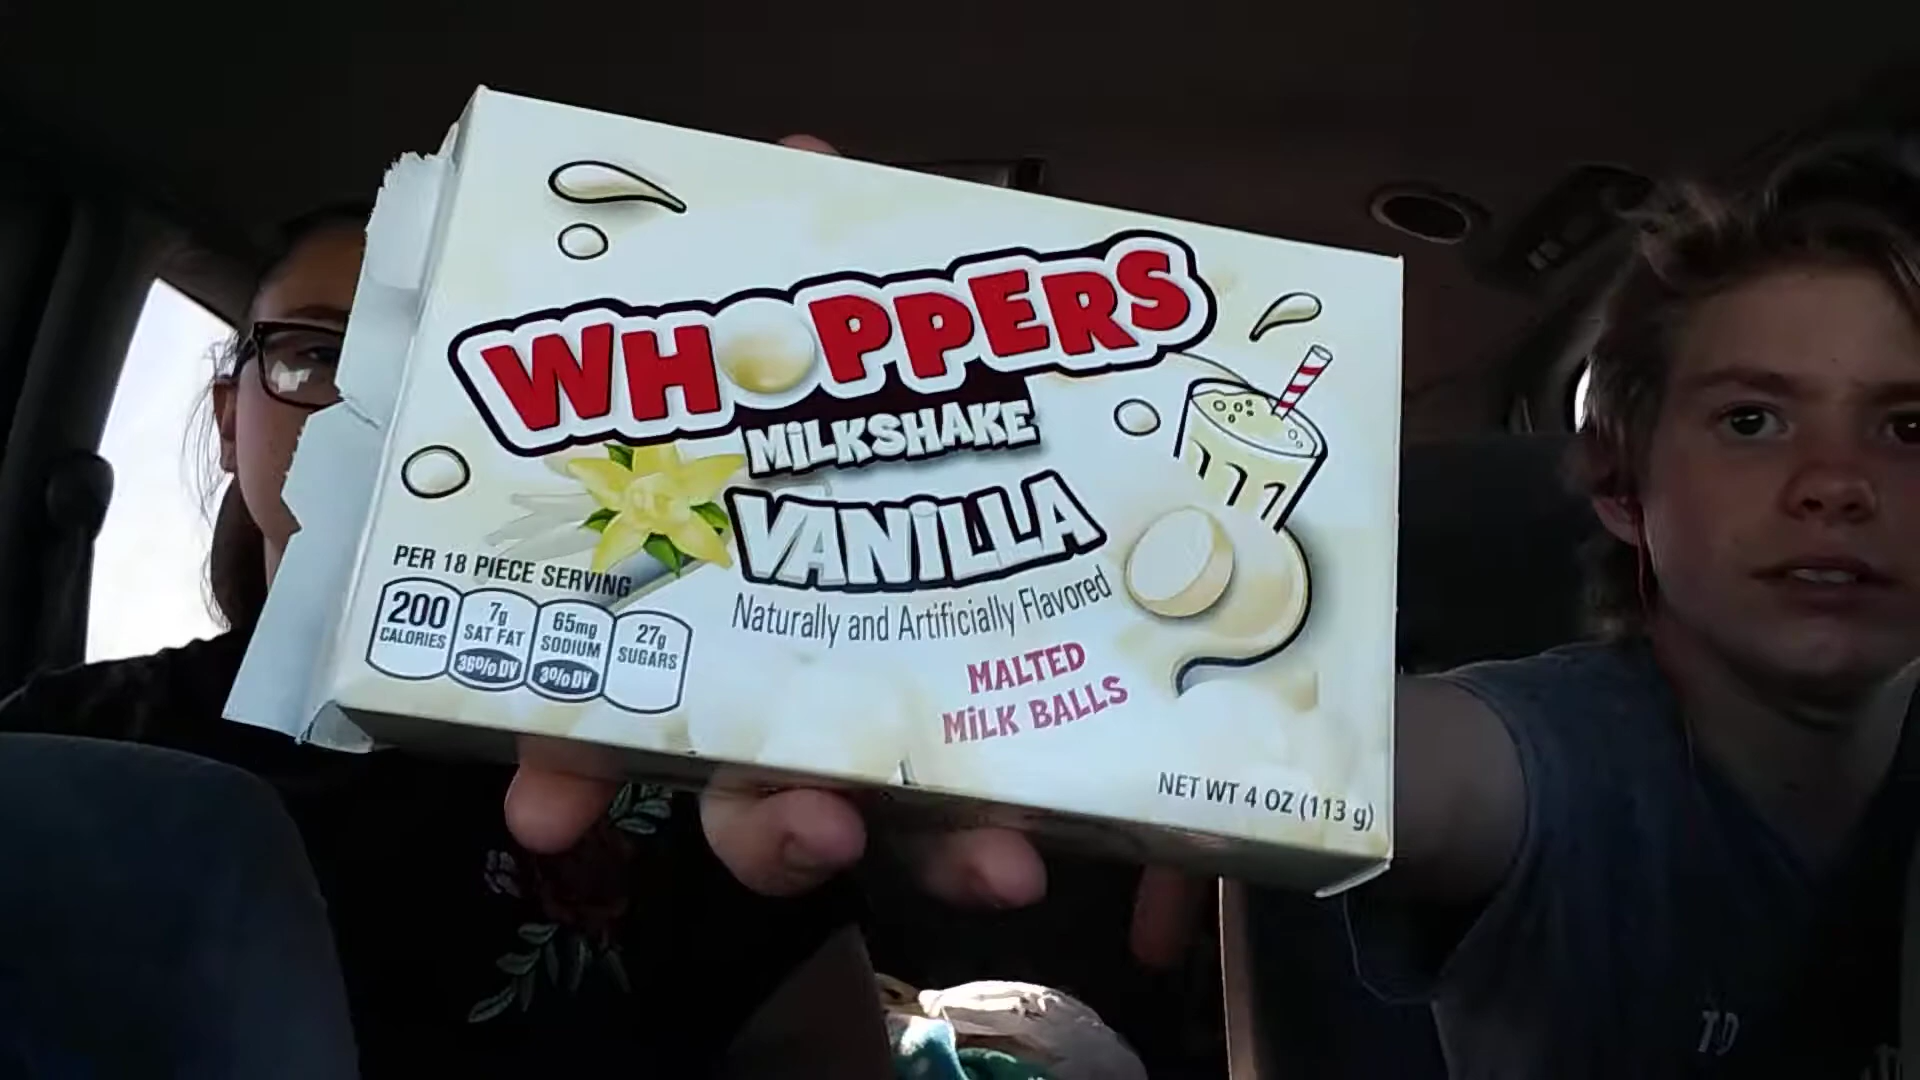 WHOPPERS
MiLKSHAKE
VANiLLA
Naturally and Artificially Flavored
MALTED
MiLK BALLS
PER 18 PIECE SERVING
200 CALORIES
7g SAT FAT 36% DV
65mg SODIUM 3% DV
27g SUGARS
NET WT 4 OZ (113 g)